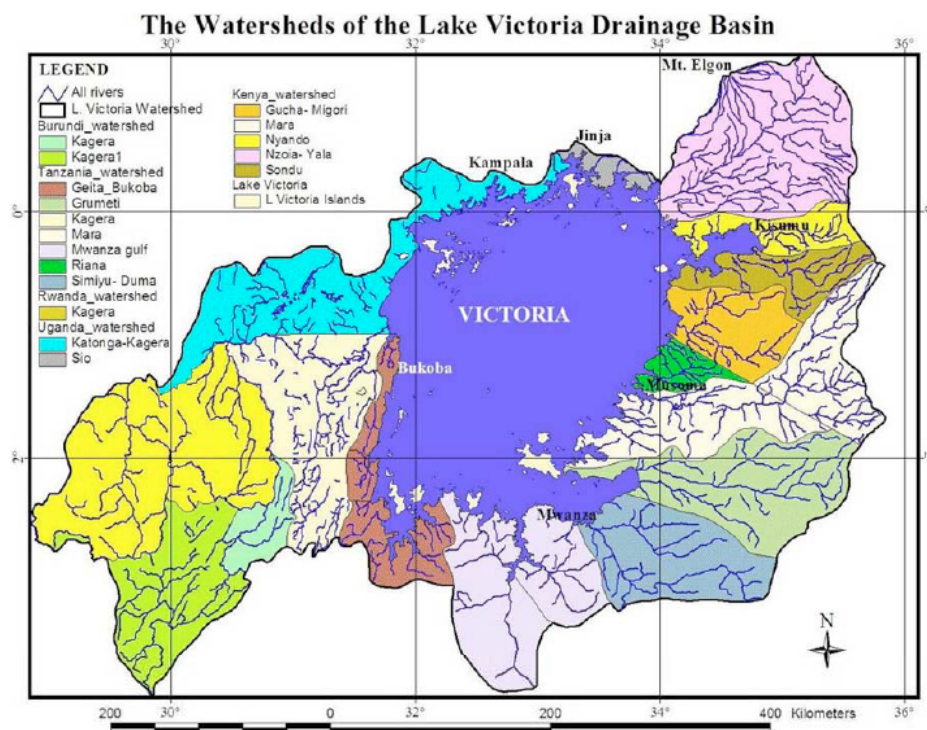 The Watersheds of the Lake Victoria Drainage Basin
30° 32° 34° 36°
LEGEND
All rivers
L. Victoria Watershed
Burundi_watershed
Kagera
Kagera1
Tanzania_watershed
Geita_Bukoba
Grumeti
Kagera
Mara
Mwanza gulf
Riana
Simiyu- Duma
Rwanda_watershed
Kagera
Uganda_watershed
Katonga-Kagera
Sio
Kenya_watershed
Gucha- Migori
Mara
Nyando
Nzoia- Yala
Sondu
Lake Victoria
L Victoria Islands
Mt. Elgon
Jinja
Kampala
0°
Kisumu
VICTORIA
Bukoba
Musoma
2°
Mwanza
N
30° 32° 34° 36°
200 0 200 400 Kilometers